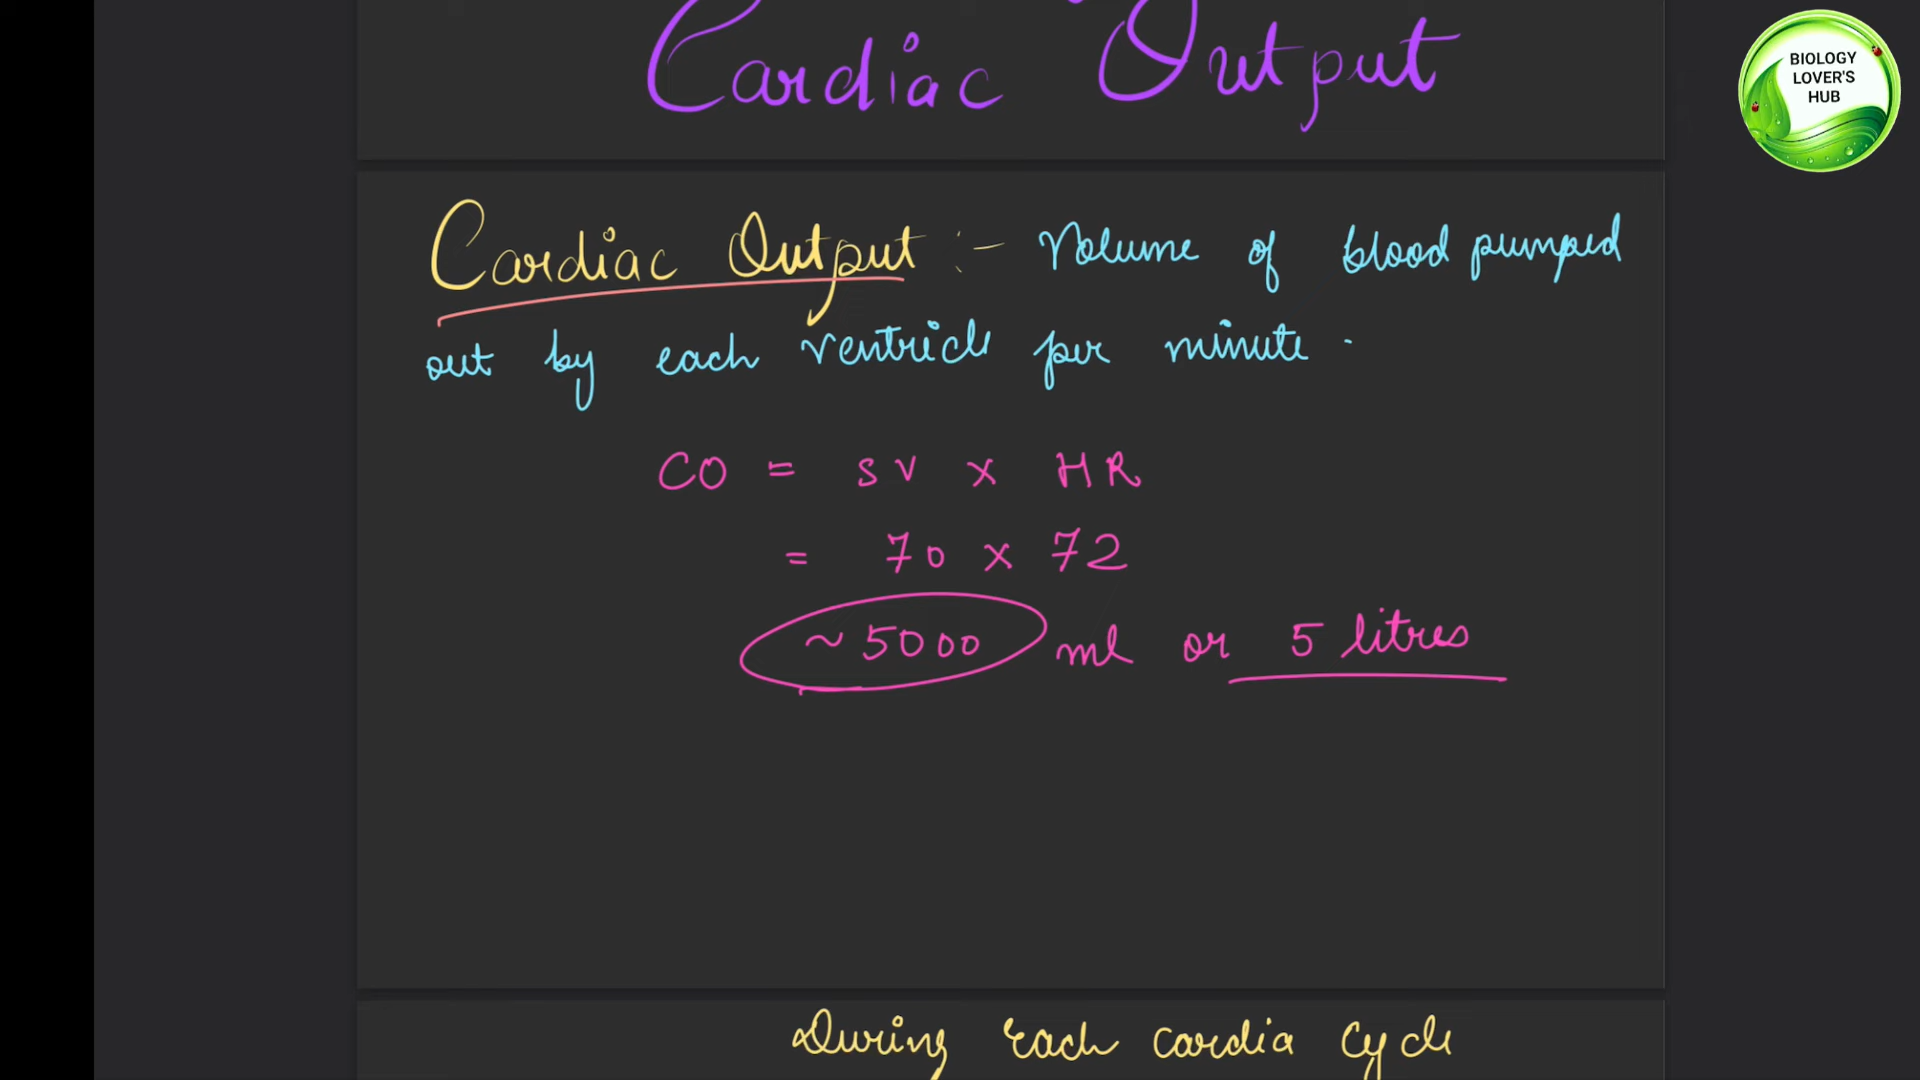 Cardiac Output
BIOLOGY
LOVER'S
HUB
Cardiac Output :- Volume of blood pumped
out by each ventricle per minute.
CO = SV x HR
= 70 x 72
~ 5000 ml or 5 litres
During each cardia cycle